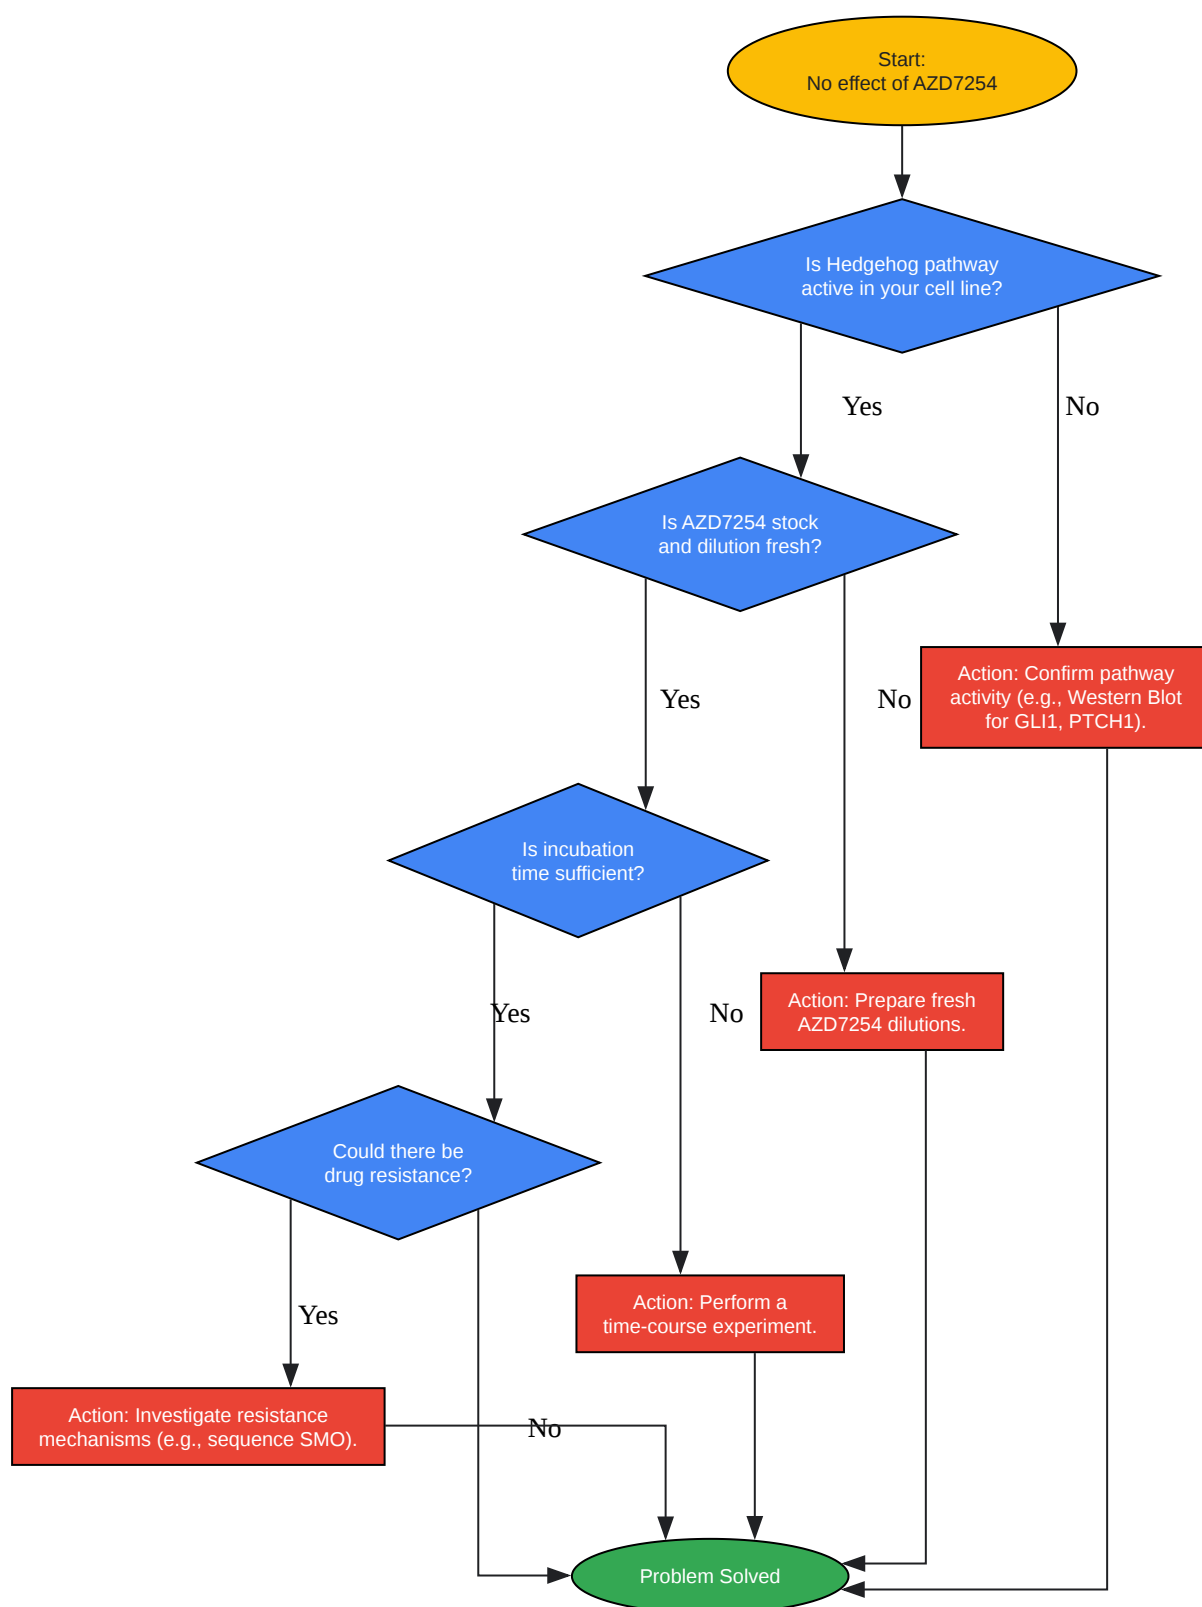 Start:
No effect of AZD7254
Is Hedgehog pathway
active in your cell line?
Yes
No
Is AZD7254 stock
and dilution fresh?
Yes
No
Action: Confirm pathway
activity (e.g., Western Blot
for GLI1, PTCH1).
Is incubation
time sufficient?
Yes
No
Action: Prepare fresh
AZD7254 dilutions.
Could there be
drug resistance?
Yes
Action: Perform a
time-course experiment.
Action: Investigate resistance
mechanisms (e.g., sequence SMO).
No
Problem Solved